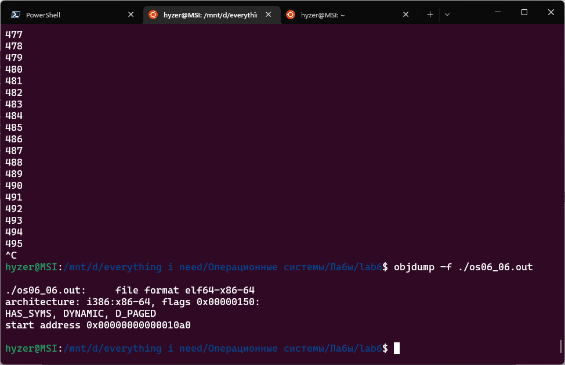 PowerShell
hyzer@MSI: /mnt/d/everythi
hyzer@MSI: ~
477
478
479
480
481
482
483
484
485
486
487
488
489
490
491
492
493
494
495
^C
hyzer@MSI:/mnt/d/everything i need/Операционные системы/Лабы/lab6$ objdump -f ./os06_06.out
./os06_06.out:     file format elf64-x86-64
architecture: i386:x86-64, flags 0x00000150:
HAS_SYMS, DYNAMIC, D_PAGED
start address 0x00000000000010a0
hyzer@MSI:/mnt/d/everything i need/Операционные системы/Лабы/lab6$